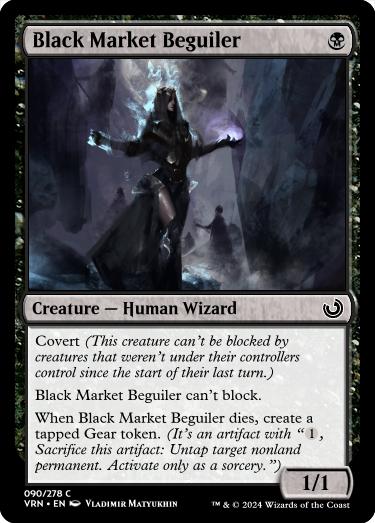 Black Market Beguiler
Creature — Human Wizard
Covert (This creature can't be blocked by
creatures that weren't under their controllers
control since the start of their last turn.)
Black Market Beguiler can't block.
When Black Market Beguiler dies, create a
tapped Gear token. (It's an artifact with “1,
Sacrifice this artifact: Untap target nonland
permanent. Activate only as a sorcery.”)
1/1
090/278 C
VRN • EN Vladimir Matyukhin
™ & © 2024 Wizards of the Coast